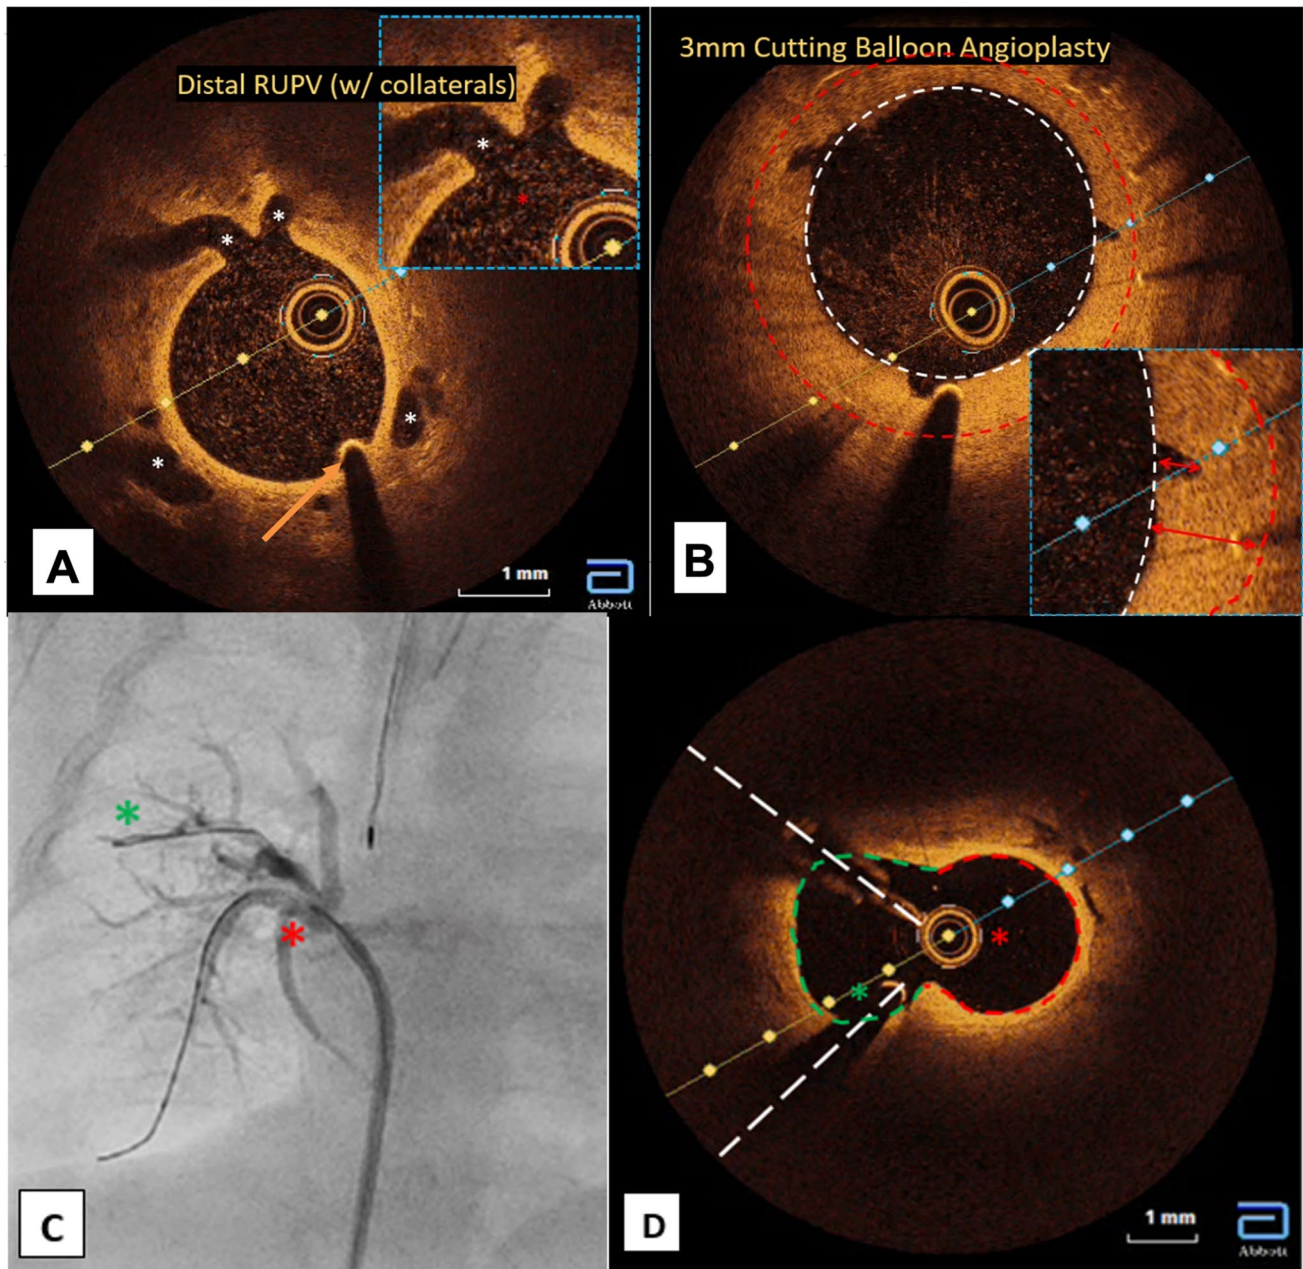 Distal RUPV (w/ collaterals)
3mm Cutting Balloon Angioplasty
A
1 mm
Abbott
B
C
D
1 mm
Abbott